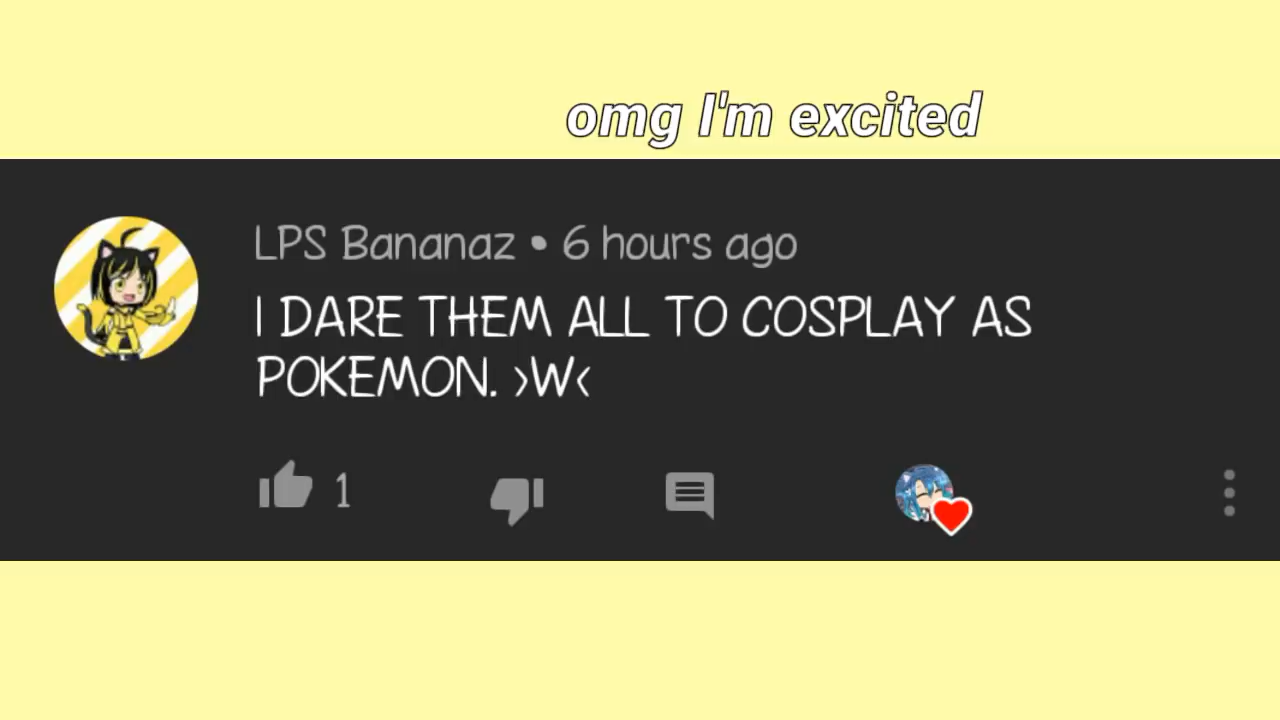 omg I'm excited
LPS Bananaz • 6 hours ago
I DARE THEM ALL TO COSPLAY AS
POKEMON. >W<
1